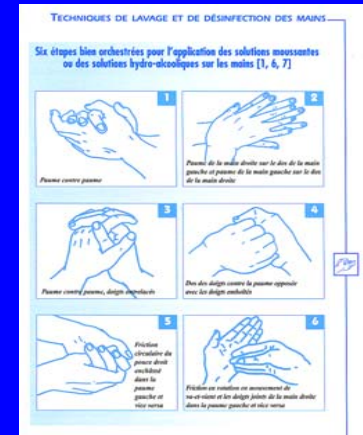 TECHNIQUES DE LAVAGE ET DE DÉSINFECTION DES MAINS
Six étapes bien orchestrées pour l'application des solutions moussantes
ou des solutions hydro-alcooliques sur les mains [1, 6, 7]
1
Paume contre paume
2
Paume de la main droite sur le dos de la main
gauche et paume de la main gauche sur le dos
de la main droite
3
Paume contre paume, doigts entrelacés
4
Dos des doigts contre la paume opposée
avec les doigts emboîtés
5
Friction
circulaire du
pouce droit
enchâssé
dans la
paume
gauche et
vice versa
6
Friction en rotation en mouvement de
va-et-vient et les doigts joints de la main droite
dans la paume gauche et vice versa